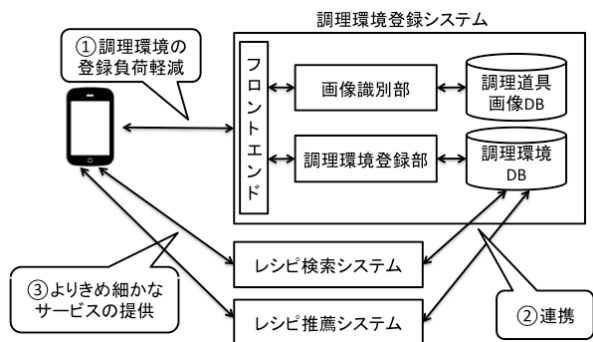 調理環境登録システム
①調理環境の
登録負荷軽減
フロントエンド
画像識別部
調理道具
画像DB
調理環境登録部
調理環境
DB
レシピ検索システム
③よりきめ細かな
サービスの提供
②連携
レシピ推薦システム